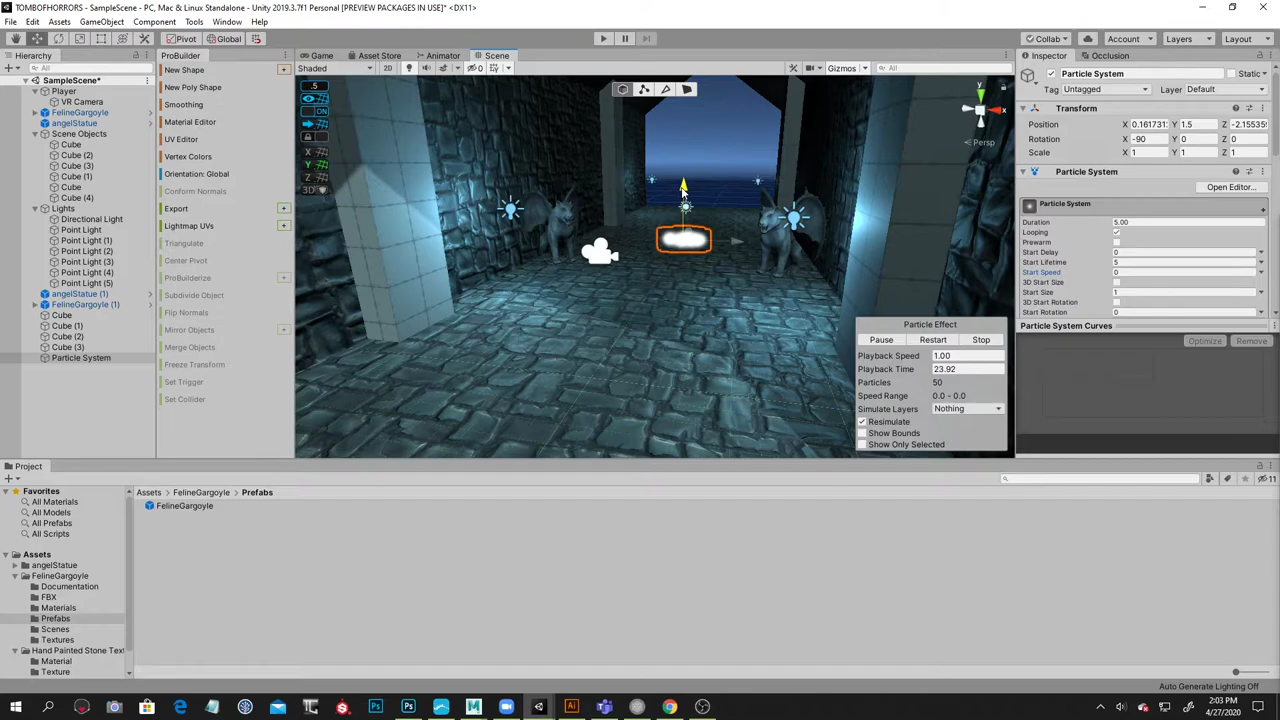 TOMBOFHORRORS - SampleScene - PC, Mac & Linux Standalone - Unity 2019.3.7f1 Personal [PREVIEW PACKAGES IN USE]* <DX11>
File Edit Assets GameObject Component Tools Window Help
Pivot Global Collab Account Layers Layout
Hierarchy
All
SampleScene*
Player
VR Camera
FelineGargoyle
angelStatue
Scene Objects
Cube
Cube (2)
Cube (3)
Cube (1)
Cube
Cube (4)
Lights
Directional Light
Point Light
Point Light (1)
Point Light (2)
Point Light (3)
Point Light (4)
Point Light (5)
angelStatue (1)
FelineGargoyle (1)
Cube
Cube (1)
Cube (2)
Cube (3)
Particle System
ProBuilder
New Shape
New Poly Shape
Smoothing
Material Editor
UV Editor
Vertex Colors
Orientation: Global
Conform Normals
Export
Lightmap UVs
Triangulate
Center Pivot
ProBuilderize
Subdivide Object
Flip Normals
Mirror Objects
Merge Objects
Freeze Transform
Set Trigger
Set Collider
Game Asset Store Animator Scene
Shaded 2D 0 Gizmos All
.5
ON
X
Y
Z
3D
y
x
Persp
Particle Effect
Pause Restart Stop
Playback Speed 1.00
Playback Time 23.92
Particles 50
Speed Range 0.0 - 0.0
Simulate Layers Nothing
Resimulate
Show Bounds
Show Only Selected
Inspector Occlusion
Particle System Static
Tag Untagged Layer Default
Transform
Position X 0.161731 Y 1.5 Z -2.15535
Rotation X -90 Y 0 Z 0
Scale X 1 Y 1 Z 1
Particle System
Open Editor...
Particle System
Duration 5.00
Looping
Prewarm
Start Delay 0
Start Lifetime 5
Start Speed 0
3D Start Size
Start Size 1
3D Start Rotation
Start Rotation 0
Particle System Curves
Optimize Remove
Project
11
Favorites
All Materials
All Models
All Prefabs
All Scripts
Assets
angelStatue
FelineGargoyle
Documentation
FBX
Materials
Prefabs
Scenes
Textures
Hand Painted Stone Text
Material
Texture
Assets > FelineGargoyle > Prefabs
FelineGargoyle
Auto Generate Lighting Off
2:03 PM
4/27/2020